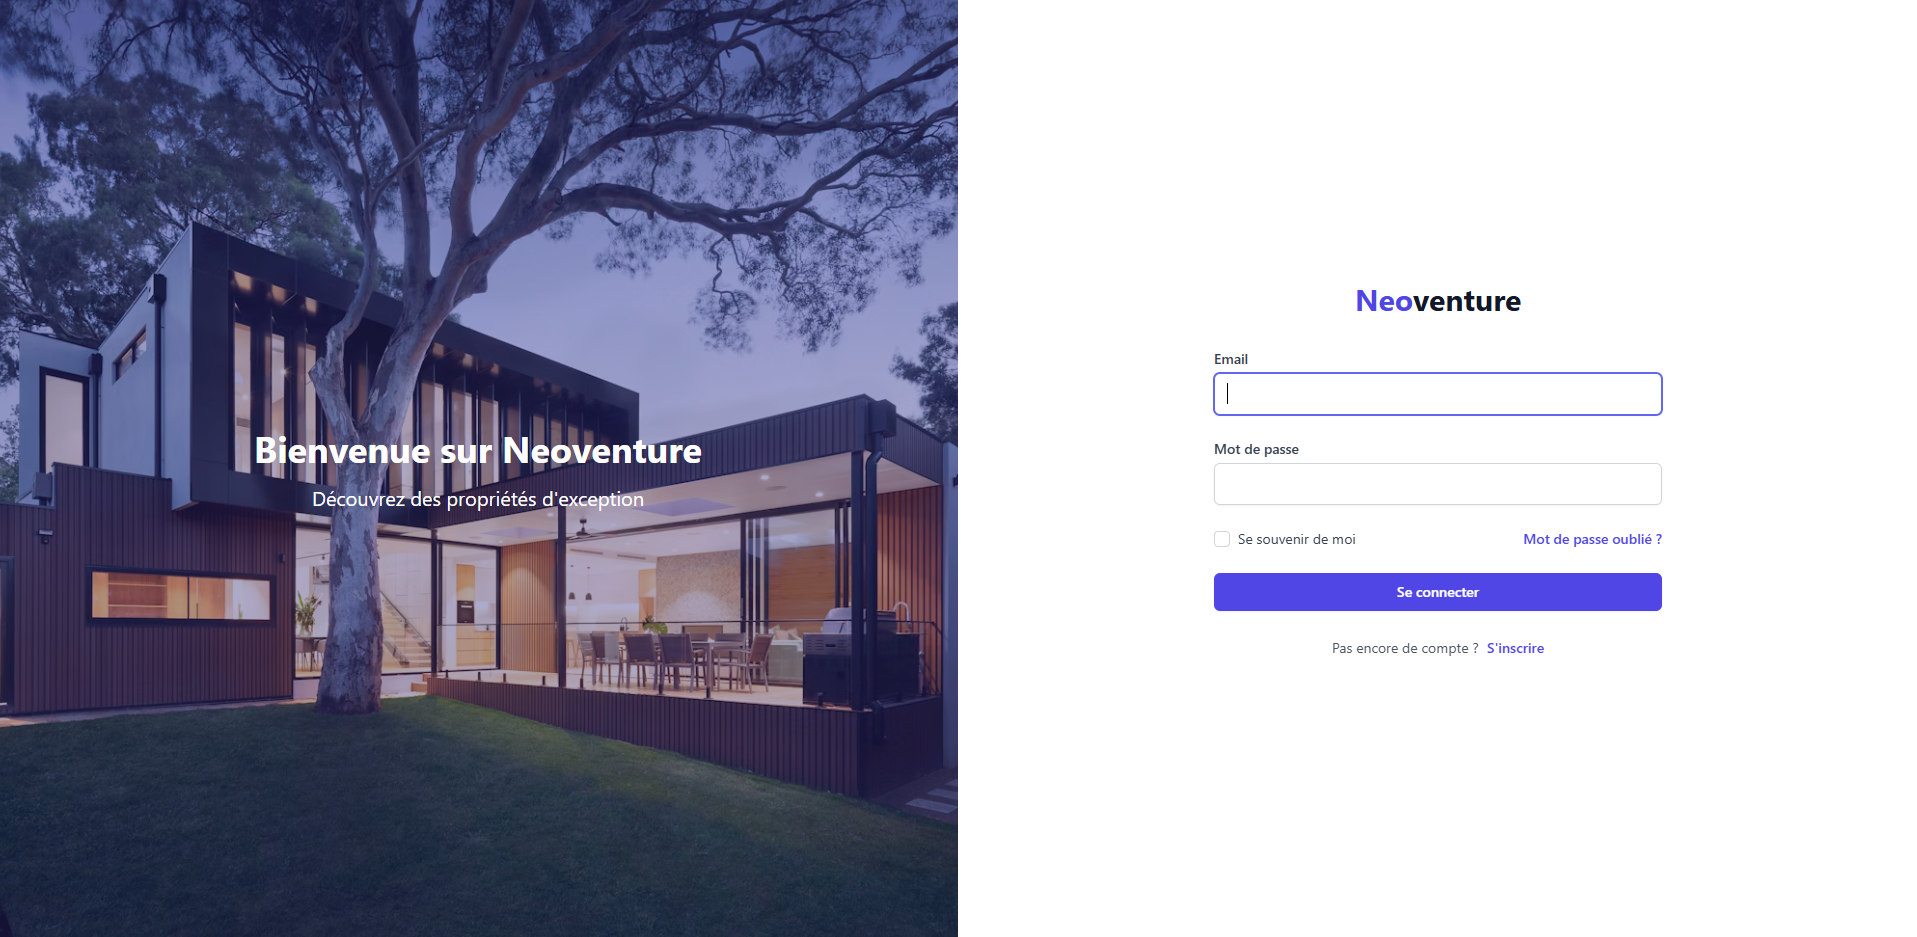 Bienvenue sur Neoventure
Découvrez des propriétés d'exception
Neoventure
Email
Mot de passe
Se souvenir de moi
Mot de passe oublié ?
Se connecter
Pas encore de compte ? S'inscrire